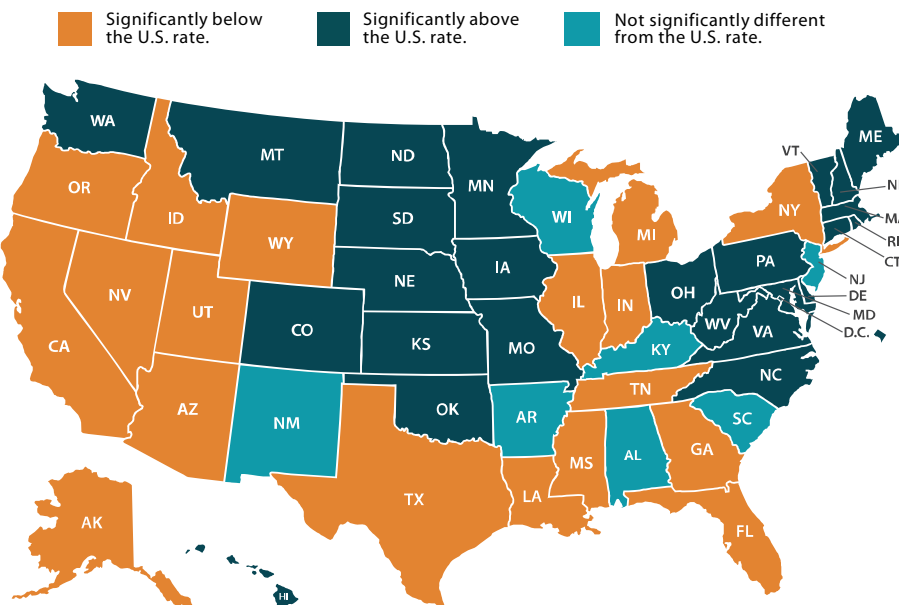 Significantly below
the U.S. rate.
Significantly above
the U.S. rate.
Not significantly different
from the U.S. rate.
WA
MT
ND
MN
ME
VT
OR
ID
SD
WI
NY
WY
MI
IA
PA
CT
NV
NE
NJ
UT
IL
IN
OH
DE
CO
MD
CA
KS
MO
WV
VA
D.C.
KY
NC
AZ
TN
NM
OK
AR
SC
MS
AL
GA
TX
LA
AK
FL
HI